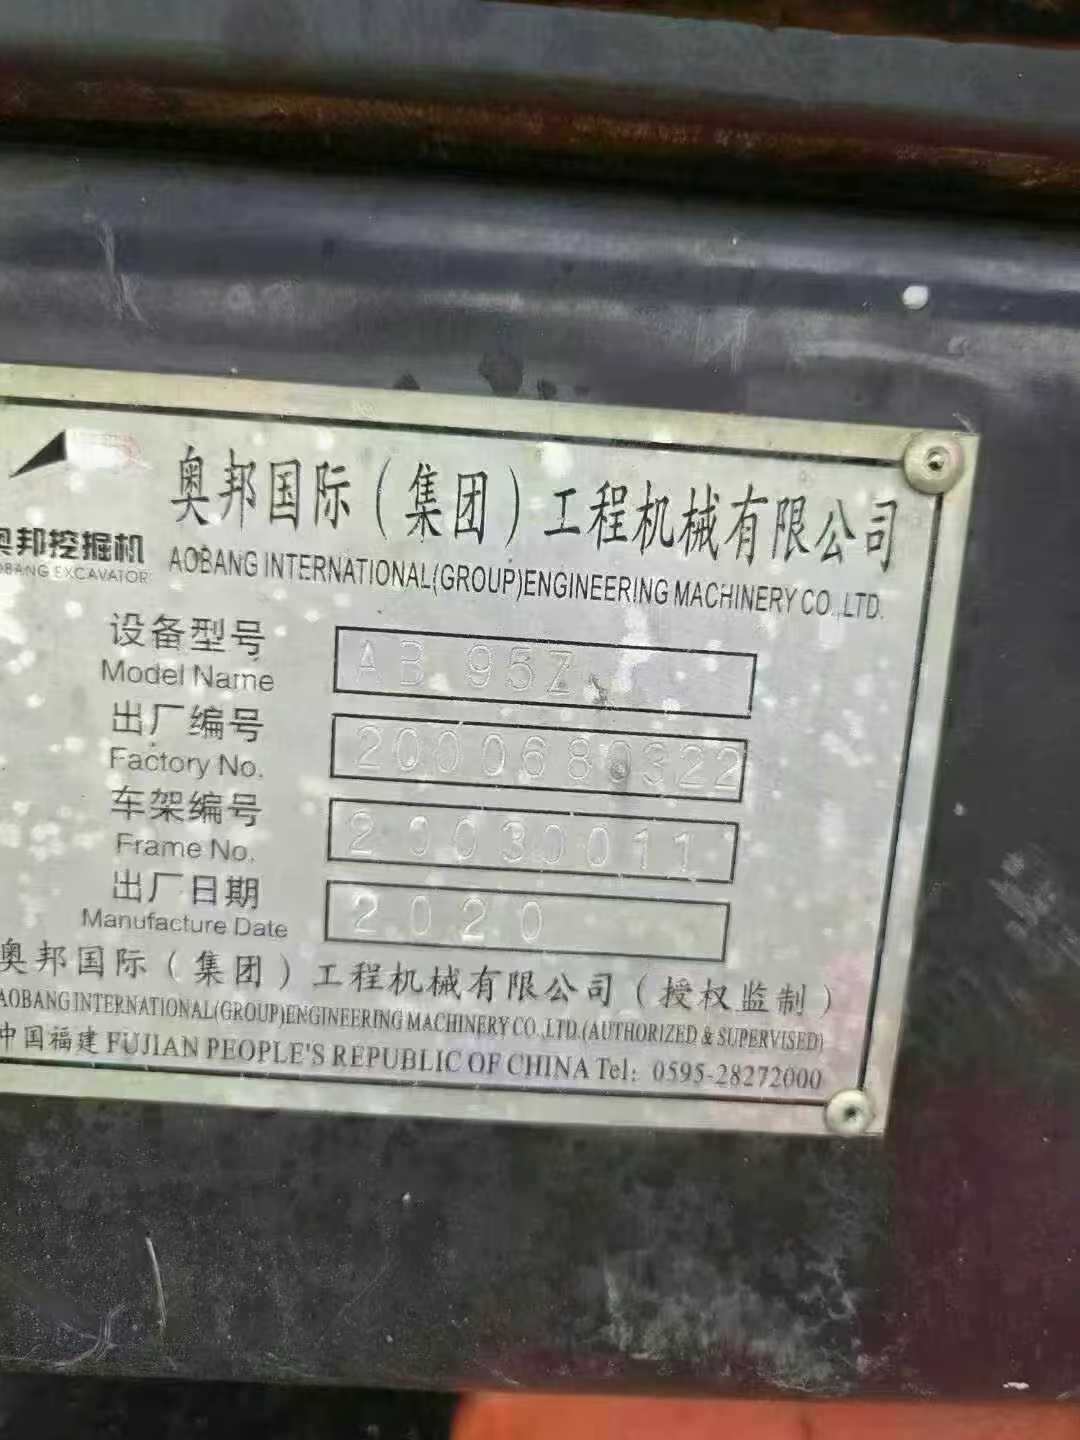 奥邦国际（集团）工程机械有限公司
奥邦挖掘机
AOBANG INTERNATIONAL(GROUP)ENGINEERING MACHINERY CO.,LTD.
OBANG EXCAVATOR
设备型号
Model Name
AB 95Z
出厂编号
Factory No.
2000680322
车架编号
Frame No.
20030011
出厂日期
Manufacture Date
2020
奥邦国际（集团）工程机械有限公司（授权监制）
AOBANG INTERNATIONAL(GROUP)ENGINEERING MACHINERY CO.,LTD.(AUTHORIZED & SUPERVISED)
中国福建 FUJIAN PEOPLE'S REPUBLIC OF CHINA Tel: 0595-28272000